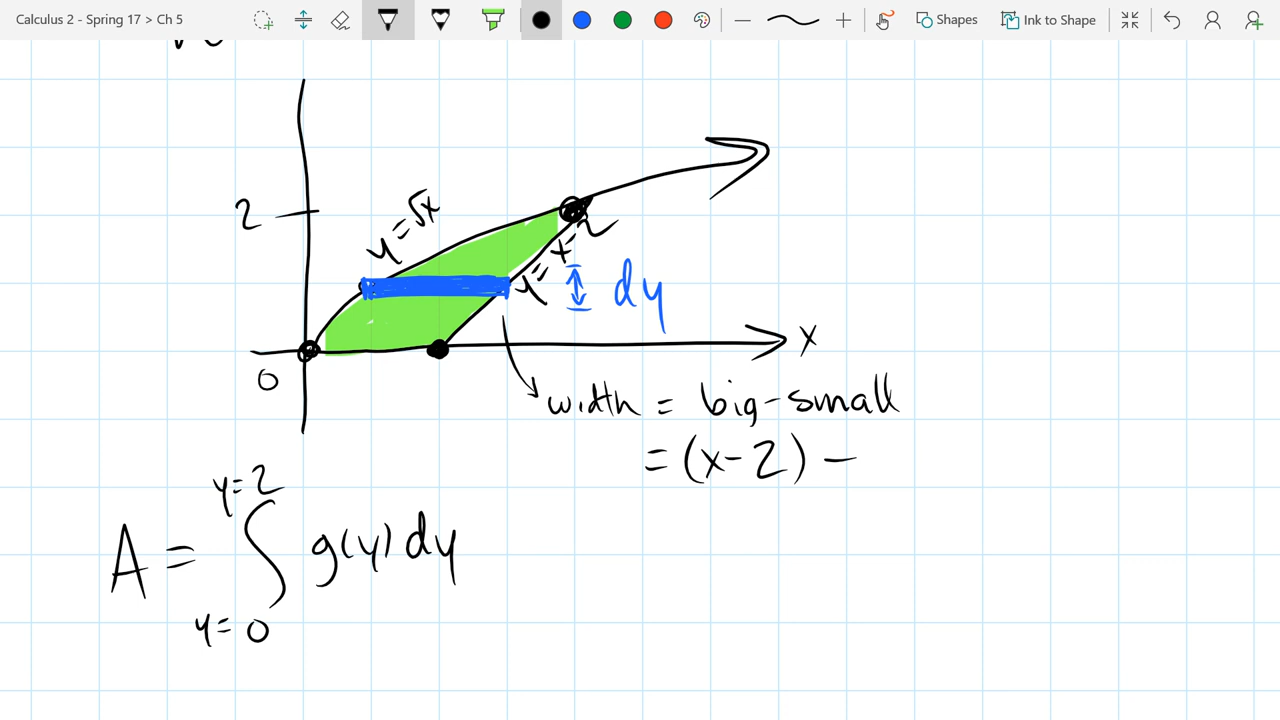 Calculus 2 - Spring 17 > Ch 5
Shapes
Ink to Shape
2
y=√x
y=x-2
dy
x
0
width = big-small
= (x-2) -
y=2
A = ∫ g(y) dy
y=0